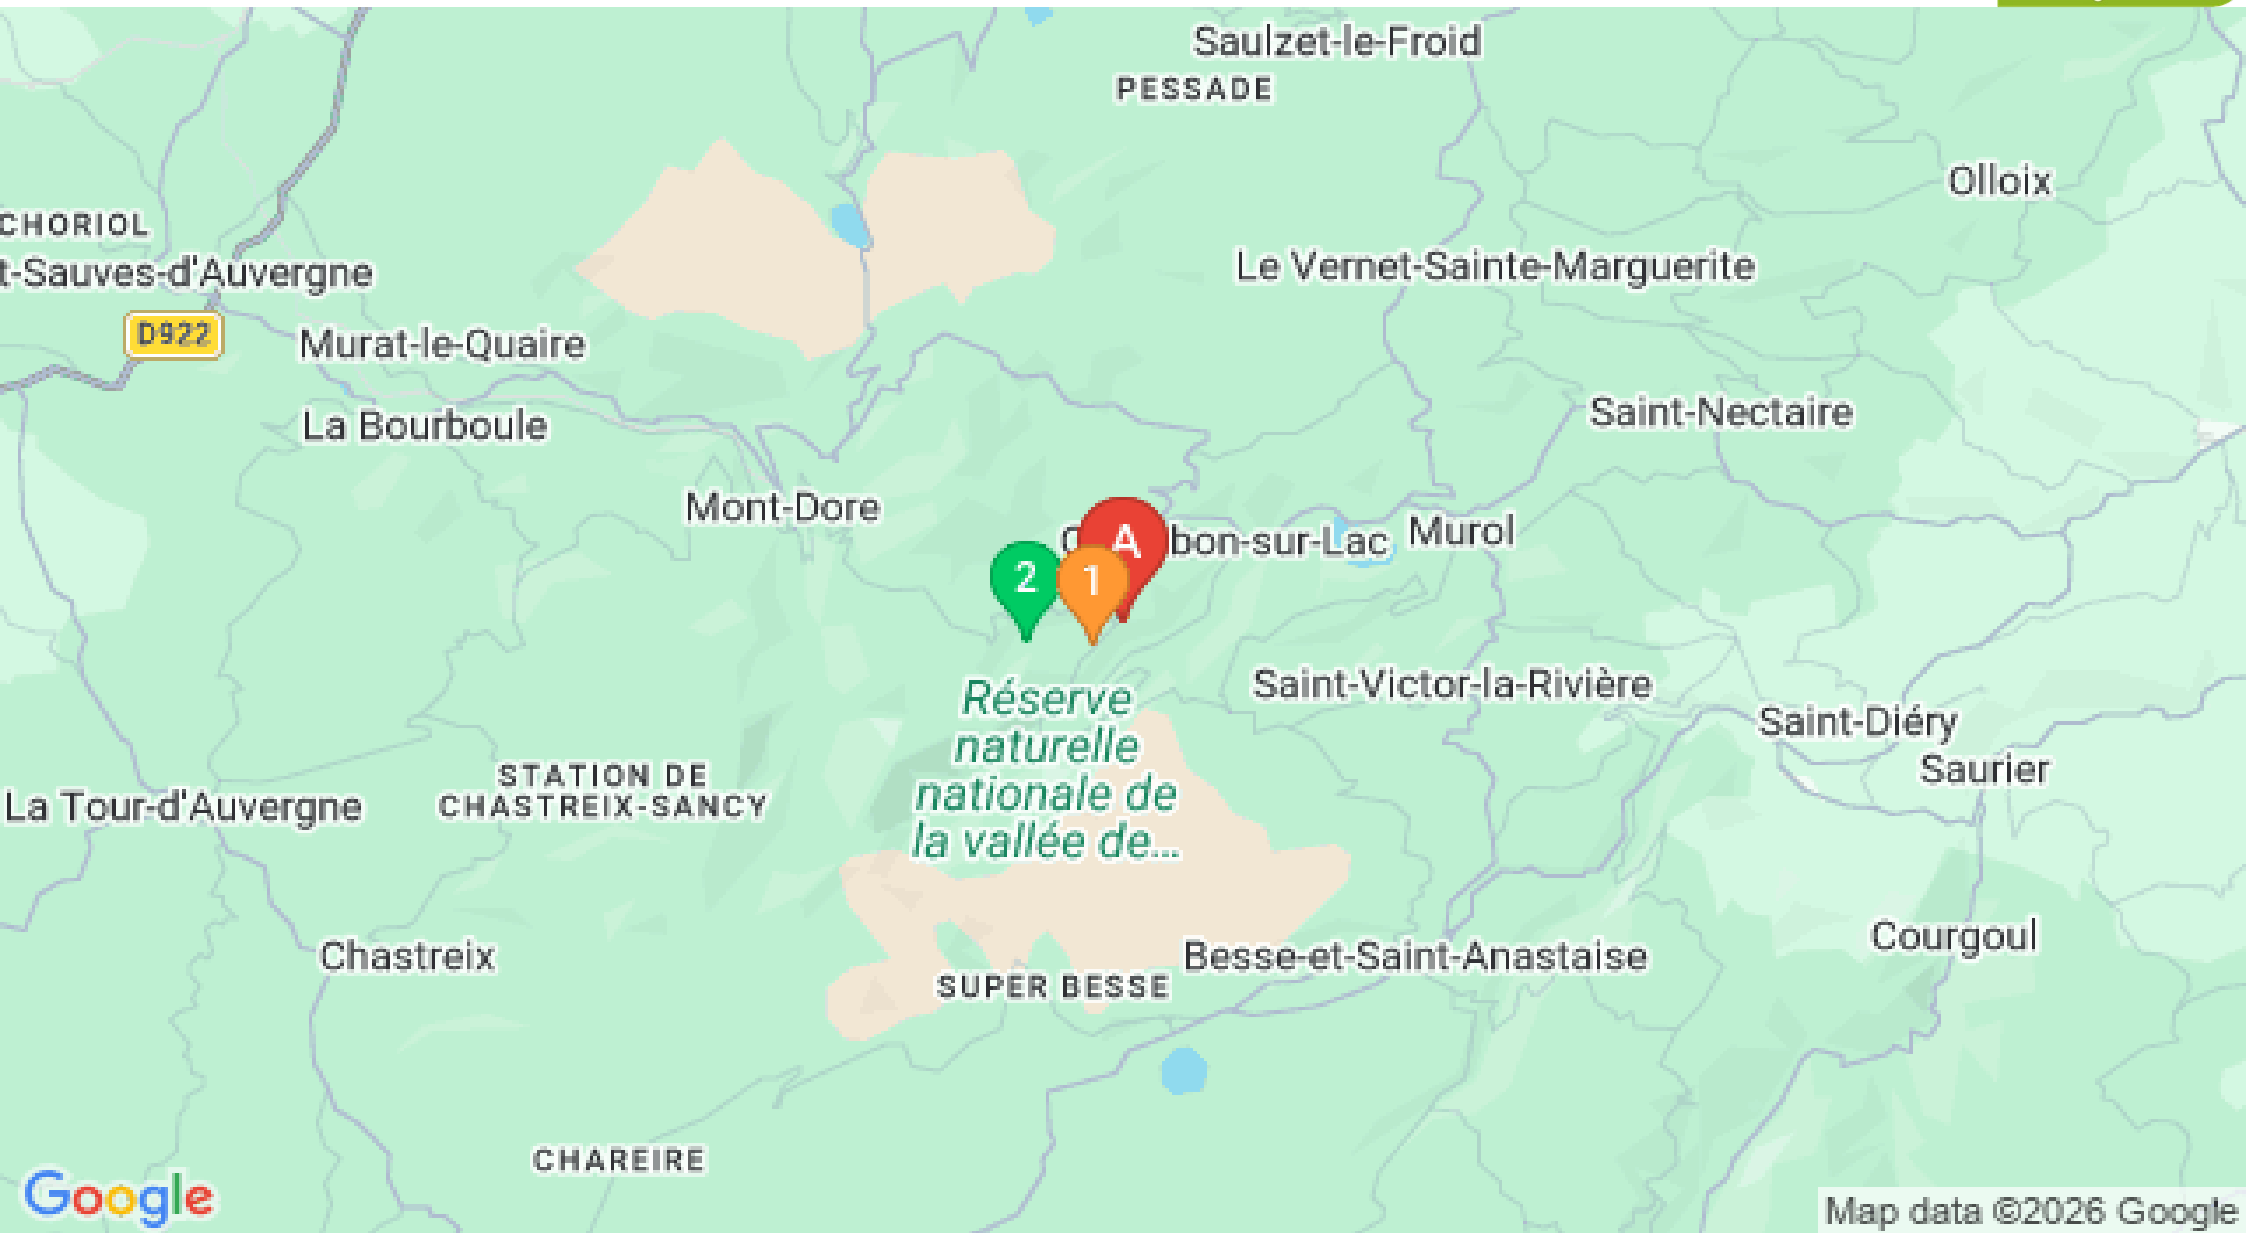 Saulzet-le-Froid
PESSADE
Olloix
CHORIOL
t-Sauves-d'Auvergne
Le Vernet-Sainte-Marguerite
D922
Murat-le-Quaire
La Bourboule
Saint-Nectaire
Mont-Dore
A
bon-sur-Lac
Murol
2
1
Saint-Victor-la-Rivière
Réserve
naturelle
nationale de
la vallée de...
Saint-Diéry
Saurier
STATION DE
CHASTREIX-SANCY
La Tour-d'Auvergne
Courgoul
Chastreix
Besse-et-Saint-Anastaise
SUPER BESSE
CHAREIRE
Google
Map data ©2026 Google